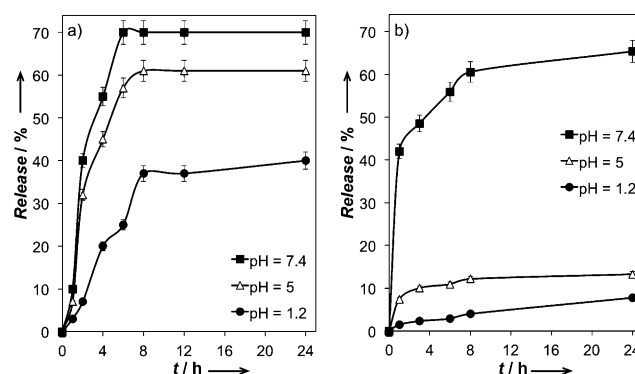 a)
70
60
50
40
30
20
10
0
Release / %
0 4 8 12 16 20 24
t / h
pH = 7.4
pH = 5
pH = 1.2
b)
70
60
50
40
30
20
10
0
Release / %
0 4 8 12 16 20 24
t / h
pH = 7.4
pH = 5
pH = 1.2